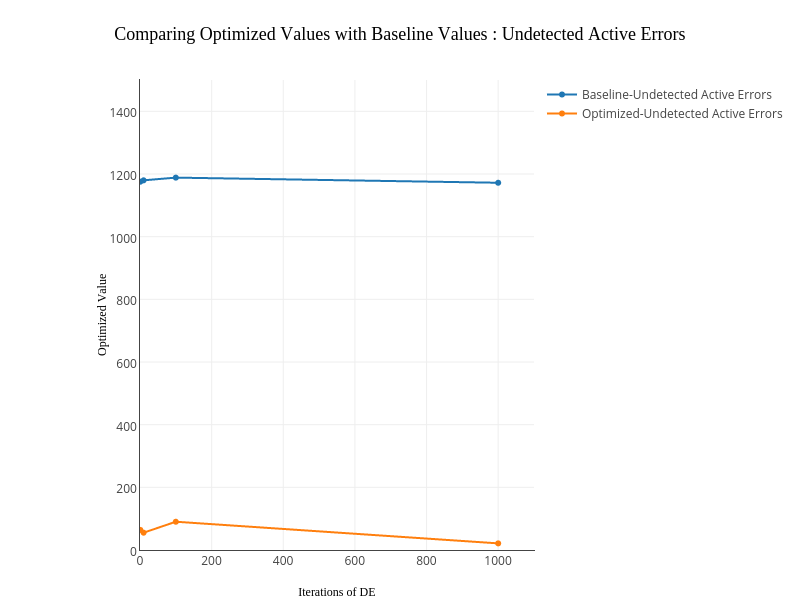 Comparing Optimized Values with Baseline Values : Undetected Active Errors
Baseline-Undetected Active Errors
Optimized-Undetected Active Errors
1400
1200
1000
800
600
400
200
0
Optimized Value
0 200 400 600 800 1000
Iterations of DE